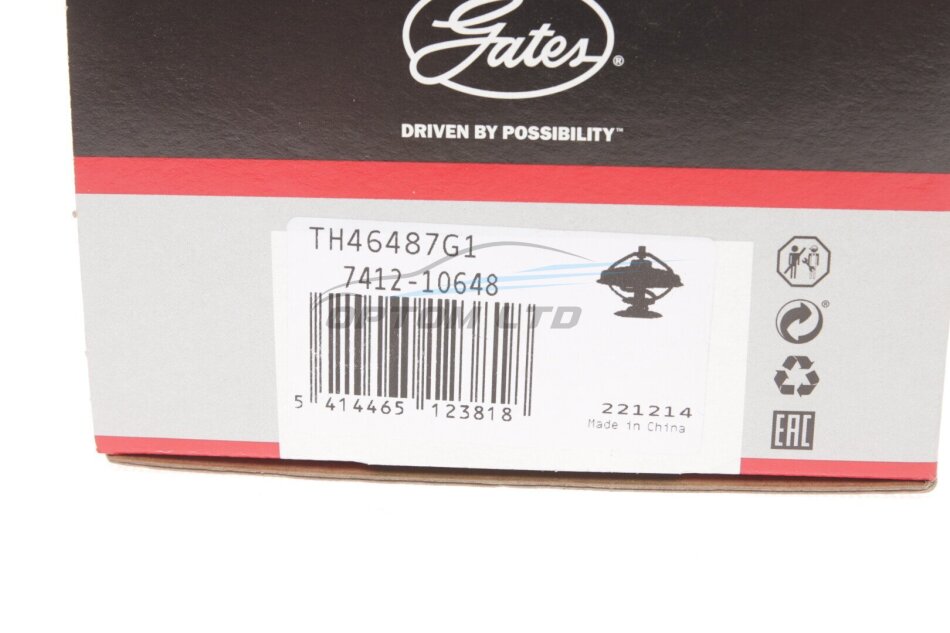 Gates®
DRIVEN BY POSSIBILITY™
TH46487G1
7412-10648
OPTOM LTD
5 414465 123818
221214
Made in China
®
EAC